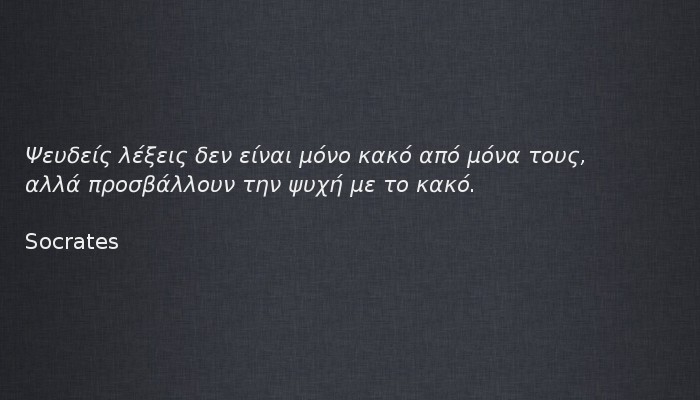 Ψευδείς λέξεις δεν είναι μόνο κακό από μόνα τους,
αλλά προσβάλλουν την ψυχή με το κακό.
Socrates